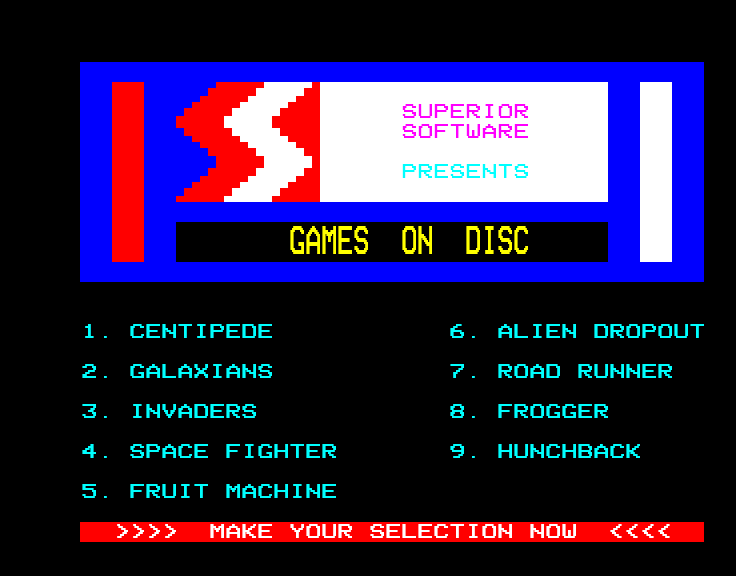 SUPERIOR
SOFTWARE
PRESENTS
GAMES ON DISC
1. CENTIPEDE
2. GALAXIANS
3. INVADERS
4. SPACE FIGHTER
5. FRUIT MACHINE
6. ALIEN DROPOUT
7. ROAD RUNNER
8. FROGGER
9. HUNCHBACK
>>>> MAKE YOUR SELECTION NOW <<<<